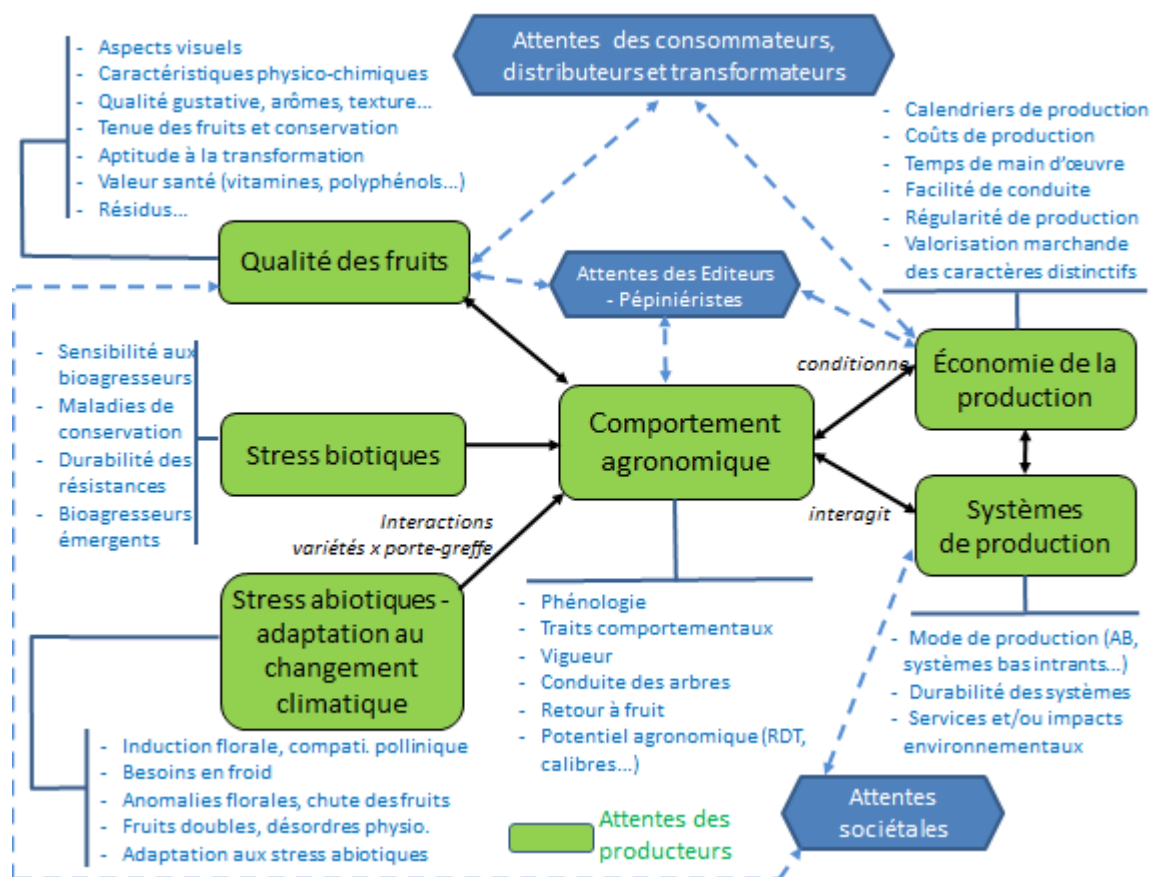 - Aspects visuels
- Caractéristiques physico-chimiques
- Qualité gustative, arômes, texture...
- Tenue des fruits et conservation
- Aptitude à la transformation
- Valeur santé (vitamines, polyphénols...)
- Résidus...
Attentes des consommateurs,
distributeurs et transformateurs
- Calendriers de production
- Coûts de production
- Temps de main d'œuvre
- Facilité de conduite
- Régularité de production
- Valorisation marchande
des caractères distinctifs
Qualité des fruits
Attentes des Editeurs
- Pépiniéristes
- Sensibilité aux
bioagresseurs
- Maladies de
conservation
- Durabilité des
résistances
- Bioagresseurs
émergents
Stress biotiques
Comportement
agronomique
conditionne
Économie de la
production
interagit
Systèmes
de production
Interactions
variétés x porte-greffe
Stress abiotiques -
adaptation au
changement
climatique
- Phénologie
- Traits comportementaux
- Vigueur
- Conduite des arbres
- Retour à fruit
- Potentiel agronomique (RDT,
calibres...)
- Mode de production (AB,
systèmes bas intrants...)
- Durabilité des systèmes
- Services et/ou impacts
environnementaux
- Induction florale, compati. pollinique
- Besoins en froid
- Anomalies florales, chute des fruits
- Fruits doubles, désordres physio.
- Adaptation aux stress abiotiques
Attentes des
producteurs
Attentes
sociétales